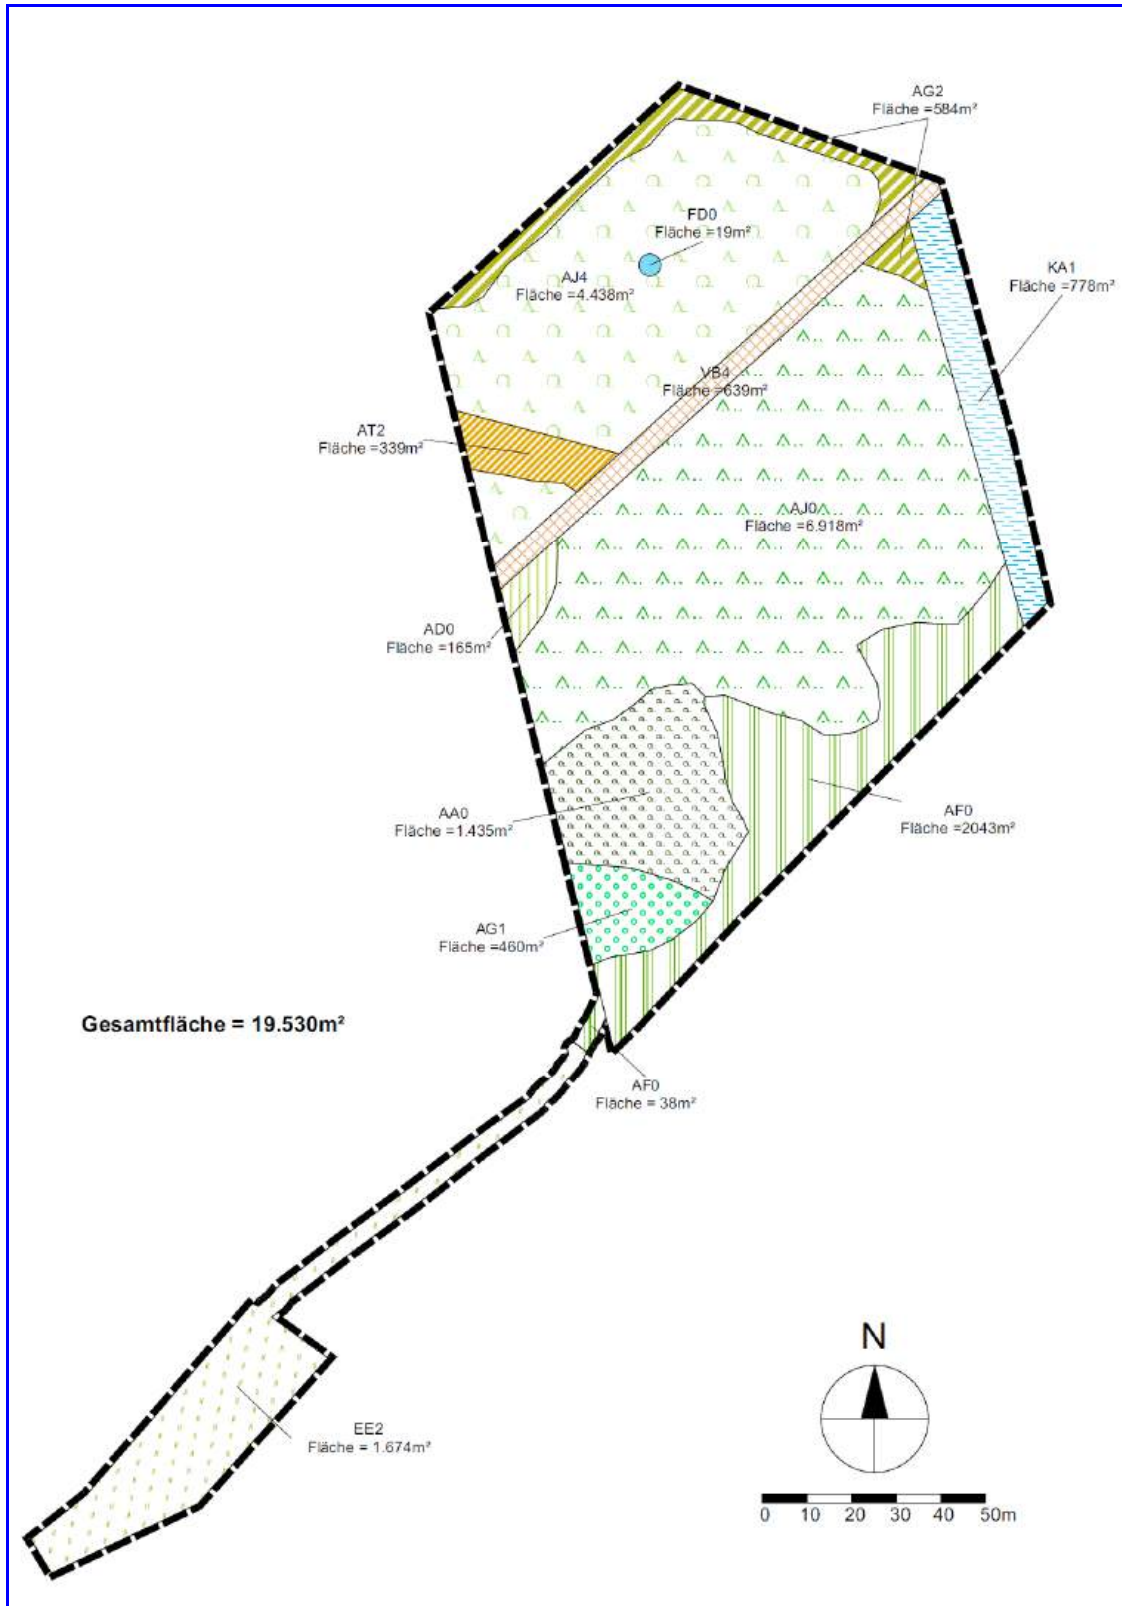 AG2
Fläche =584m²
FD0
Fläche =19m²
KA1
Fläche =778m²
AJ4
Fläche =4.438m²
VB4
Fläche =639m²
AT2
Fläche =339m²
AJ0
Fläche =6.918m²
AD0
Fläche =165m²
AF0
Fläche =2043m²
AA0
Fläche =1.435m²
AG1
Fläche =460m²
Gesamtfläche = 19.530m²
AF0
Fläche = 38m²
EE2
Fläche = 1.674m²
N
0 10 20 30 40 50m